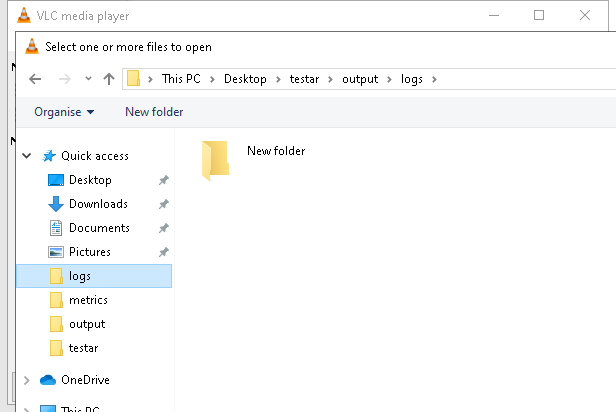 VLC media player
Select one or more files to open
This PC > Desktop > testar > output > logs >
Organise New folder
Quick access
New folder
Desktop
Downloads
Documents
Pictures
logs
metrics
output
testar
OneDrive
This PC